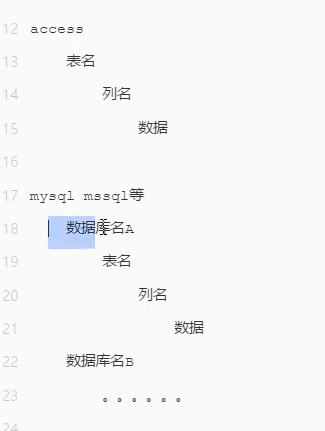 12 access
13 表名
14 列名
15 数据
16
17 mysql mssql等
18 数据库名A
19 表名
20 列名
21 数据
22 数据库名B
23 。。。。。。
24